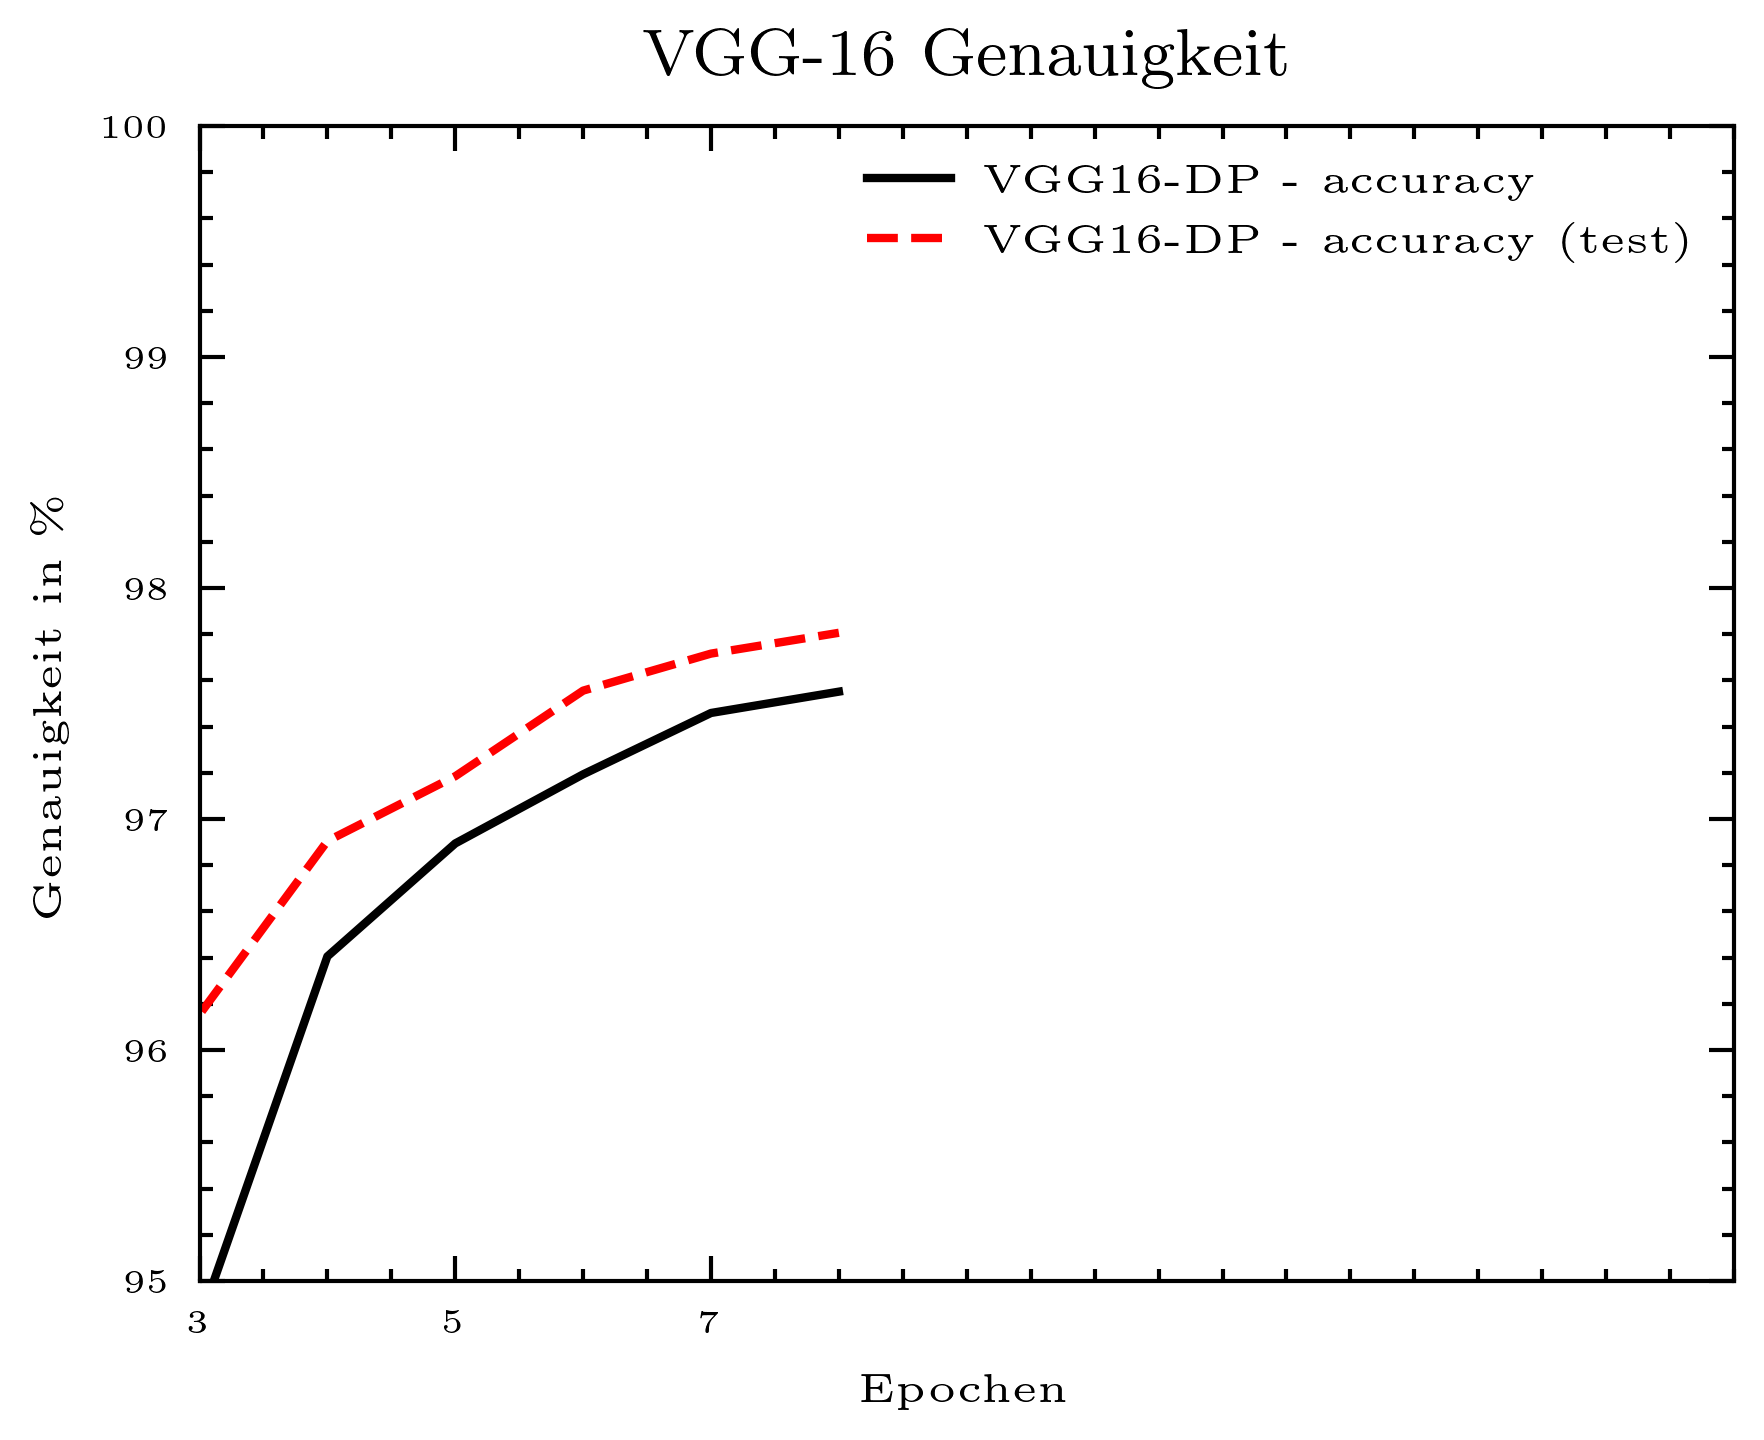 VGG-16 Genauigkeit
VGG16-DP - accuracy
VGG16-DP - accuracy (test)
Genauigkeit in %
100
99
98
97
96
95
3 5 7
Epochen